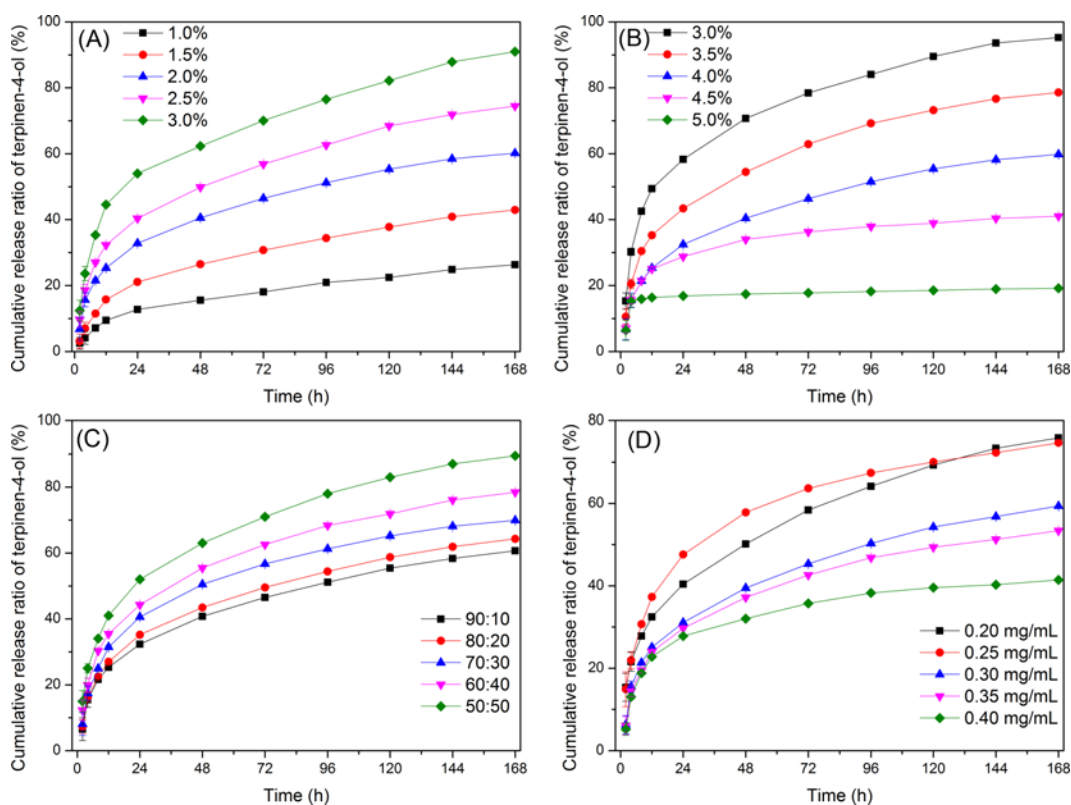 (A)
1.0%
1.5%
2.0%
2.5%
3.0%
Cumulative release ratio of terpinen-4-ol (%)
100
80
60
40
20
0
0 24 48 72 96 120 144 168
Time (h)
(B)
3.0%
3.5%
4.0%
4.5%
5.0%
Cumulative release ratio of terpinen-4-ol (%)
100
80
60
40
20
0
0 24 48 72 96 120 144 168
Time (h)
(C)
90:10
80:20
70:30
60:40
50:50
Cumulative release ratio of terpinen-4-ol (%)
100
80
60
40
20
0
0 24 48 72 96 120 144 168
Time (h)
(D)
0.20 mg/mL
0.25 mg/mL
0.30 mg/mL
0.35 mg/mL
0.40 mg/mL
Cumulative release ratio of terpinen-4-ol (%)
80
60
40
20
0
0 24 48 72 96 120 144 168
Time (h)